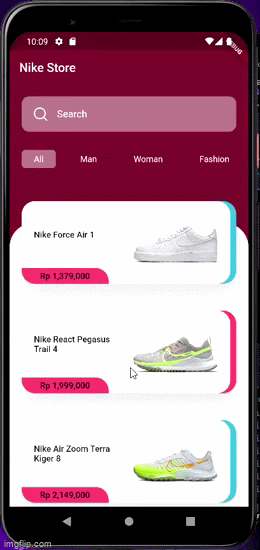 10:09
BUG
Nike Store
Search
All
Man
Woman
Fashion
Nike Force Air 1
Rp 1,379,000
Nike React Pegasus
Trail 4
Rp 1,999,000
Nike Air Zoom Terra
Kiger 8
Rp 2,149,000
imgflip.com